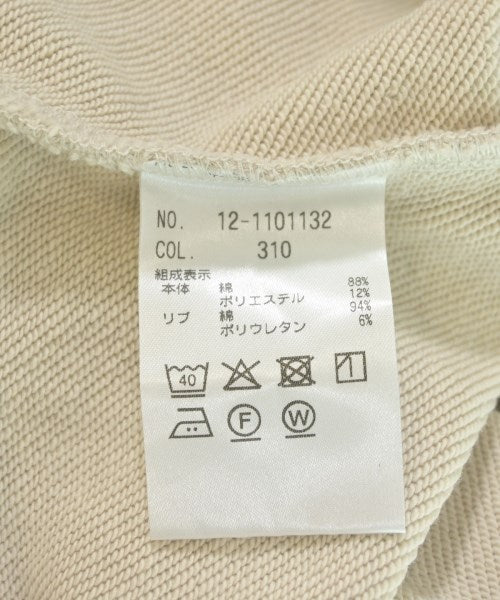 NO. 12-1101132
COL. 310
組成表示
本体 綿 88%
ポリエステル 12%
リブ 綿 94%
ポリウレタン 6%
40
F W